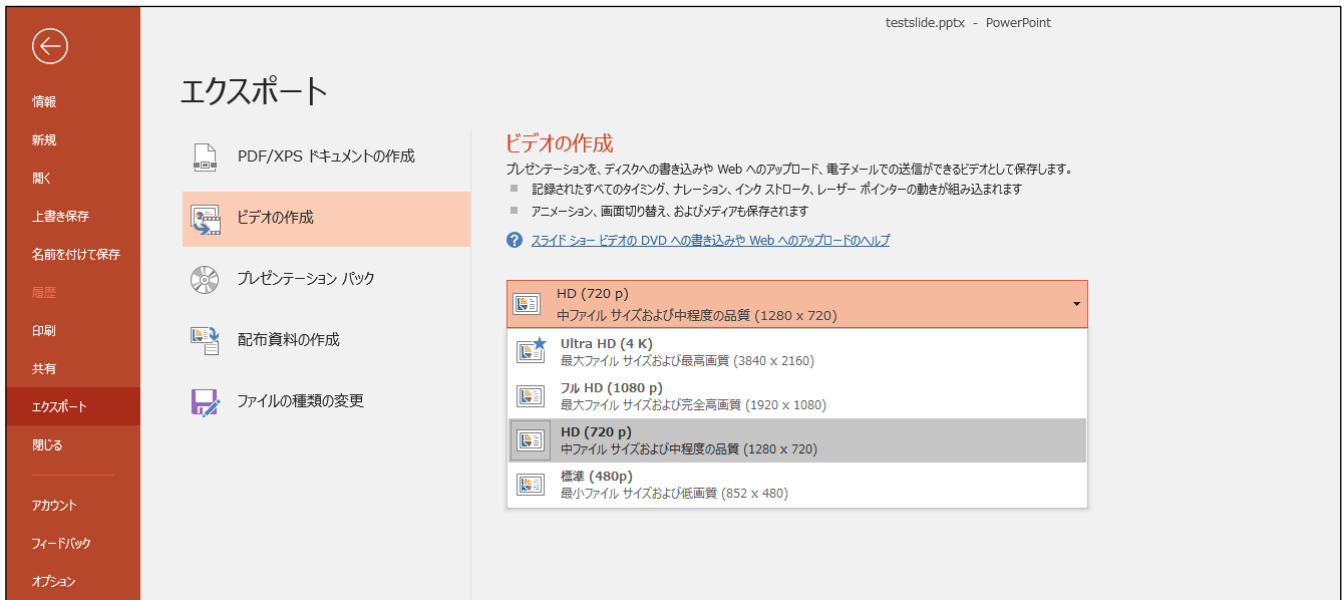 testslide.pptx - PowerPoint
情報
新規
開く
上書き保存
名前を付けて保存
履歴
印刷
共有
エクスポート
閉じる
アカウント
フィードバック
オプション
エクスポート
PDF/XPS ドキュメントの作成
ビデオの作成
プレゼンテーション パック
配布資料の作成
ファイルの種類の変更
ビデオの作成
プレゼンテーションを、ディスクへの書き込みや Web へのアップロード、電子メールでの送信ができるビデオとして保存します。
記録されたすべてのタイミング、ナレーション、インク ストローク、レーザー ポインターの動きが組み込まれます
アニメーション、画面切り替え、およびメディアも保存されます
スライド ショー ビデオの DVD への書き込みや Web へのアップロードのヘルプ
HD (720 p)
中ファイル サイズおよび中程度の品質 (1280 x 720)
Ultra HD (4 K)
最大ファイル サイズおよび最高画質 (3840 x 2160)
フル HD (1080 p)
最大ファイル サイズおよび完全高画質 (1920 x 1080)
HD (720 p)
中ファイル サイズおよび中程度の品質 (1280 x 720)
標準 (480p)
最小ファイル サイズおよび低画質 (852 x 480)